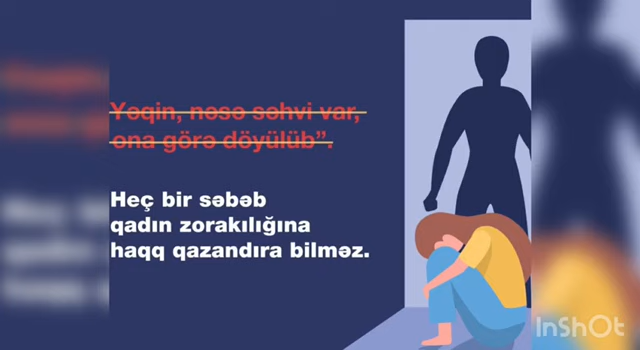 Yəqin, nəsə səhvi var,
ona görə döyülüb”.
Heç bir səbəb
qadın zorakılığına
haqq qazandıra bilməz.
InShOt